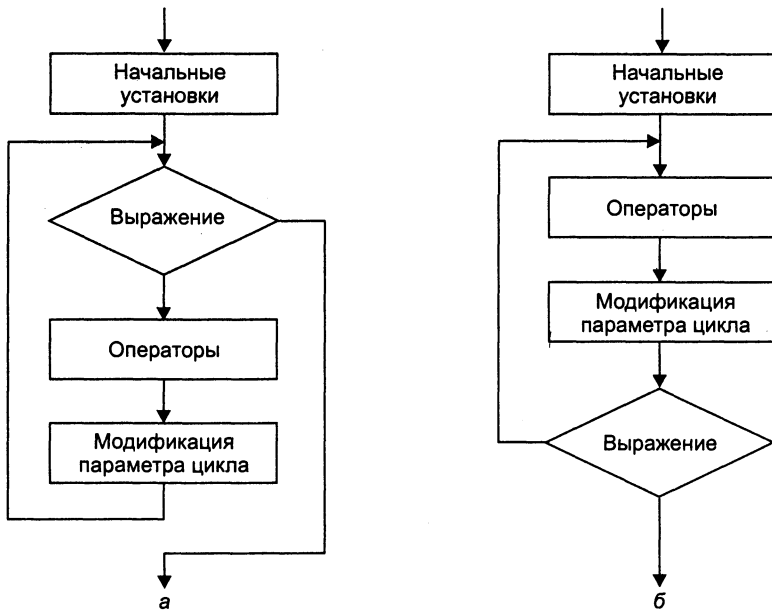 Начальные
установки
Выражение
Операторы
Модификация
параметра цикла
а
Начальные
установки
Операторы
Модификация
параметра цикла
Выражение
б